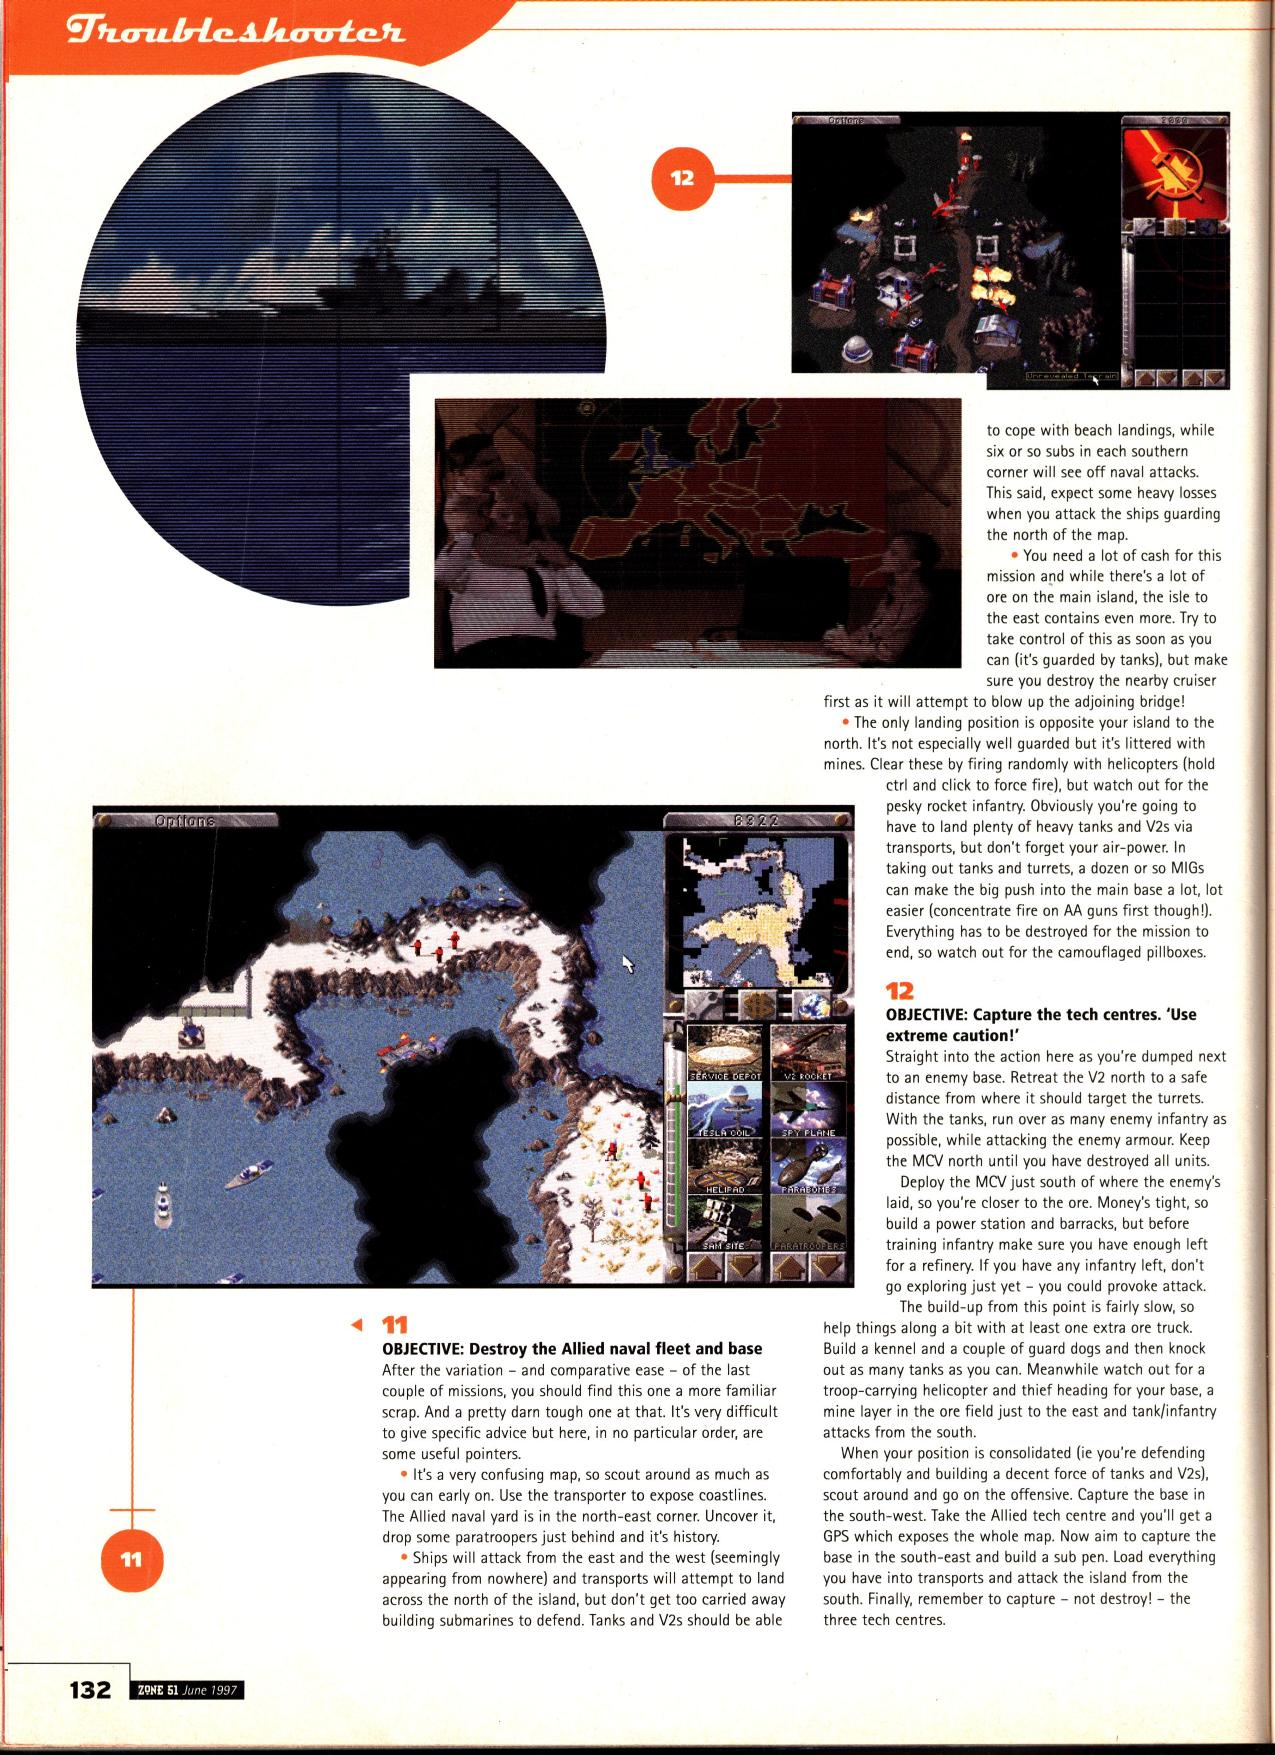 Troubleshooter
12
Options
2000
Unrevealed Terrain
Options
8322
SERVICE DEPOT
V2 ROCKET
TESLA COIL
SPY PLANE
HELIPAD
PARABOMBS
SAM SITE
PARATROOPERS
11
11
OBJECTIVE: Destroy the Allied naval fleet and base
After the variation – and comparative ease – of the last
couple of missions, you should find this one a more familiar
scrap. And a pretty darn tough one at that. It's very difficult
to give specific advice but here, in no particular order, are
some useful pointers.
• It's a very confusing map, so scout around as much as
you can early on. Use the transporter to expose coastlines.
The Allied naval yard is in the north-east corner. Uncover it,
drop some paratroopers just behind and it's history.
• Ships will attack from the east and the west (seemingly
appearing from nowhere) and transports will attempt to land
across the north of the island, but don't get too carried away
building submarines to defend. Tanks and V2s should be able
to cope with beach landings, while
six or so subs in each southern
corner will see off naval attacks.
This said, expect some heavy losses
when you attack the ships guarding
the north of the map.
• You need a lot of cash for this
mission and while there's a lot of
ore on the main island, the isle to
the east contains even more. Try to
take control of this as soon as you
can (it's guarded by tanks), but make
sure you destroy the nearby cruiser
first as it will attempt to blow up the adjoining bridge!
• The only landing position is opposite your island to the
north. It's not especially well guarded but it's littered with
mines. Clear these by firing randomly with helicopters (hold
ctrl and click to force fire), but watch out for the
pesky rocket infantry. Obviously you're going to
have to land plenty of heavy tanks and V2s via
transports, but don't forget your air-power. In
taking out tanks and turrets, a dozen or so MIGs
can make the big push into the main base a lot, lot
easier (concentrate fire on AA guns first though!).
Everything has to be destroyed for the mission to
end, so watch out for the camouflaged pillboxes.
12
OBJECTIVE: Capture the tech centres. 'Use
extreme caution!'
Straight into the action here as you're dumped next
to an enemy base. Retreat the V2 north to a safe
distance from where it should target the turrets.
With the tanks, run over as many enemy infantry as
possible, while attacking the enemy armour. Keep
the MCV north until you have destroyed all units.
Deploy the MCV just south of where the enemy's
laid, so you're closer to the ore. Money's tight, so
build a power station and barracks, but before
training infantry make sure you have enough left
for a refinery. If you have any infantry left, don't
go exploring just yet – you could provoke attack.
The build-up from this point is fairly slow, so
help things along a bit with at least one extra ore truck.
Build a kennel and a couple of guard dogs and then knock
out as many tanks as you can. Meanwhile watch out for a
troop-carrying helicopter and thief heading for your base, a
mine layer in the ore field just to the east and tank/infantry
attacks from the south.
When your position is consolidated (ie you're defending
comfortably and building a decent force of tanks and V2s),
scout around and go on the offensive. Capture the base in
the south-west. Take the Allied tech centre and you'll get a
GPS which exposes the whole map. Now aim to capture the
base in the south-east and build a sub pen. Load everything
you have into transports and attack the island from the
south. Finally, remember to capture – not destroy! – the
three tech centres.
132
ZONE 51 June 1997